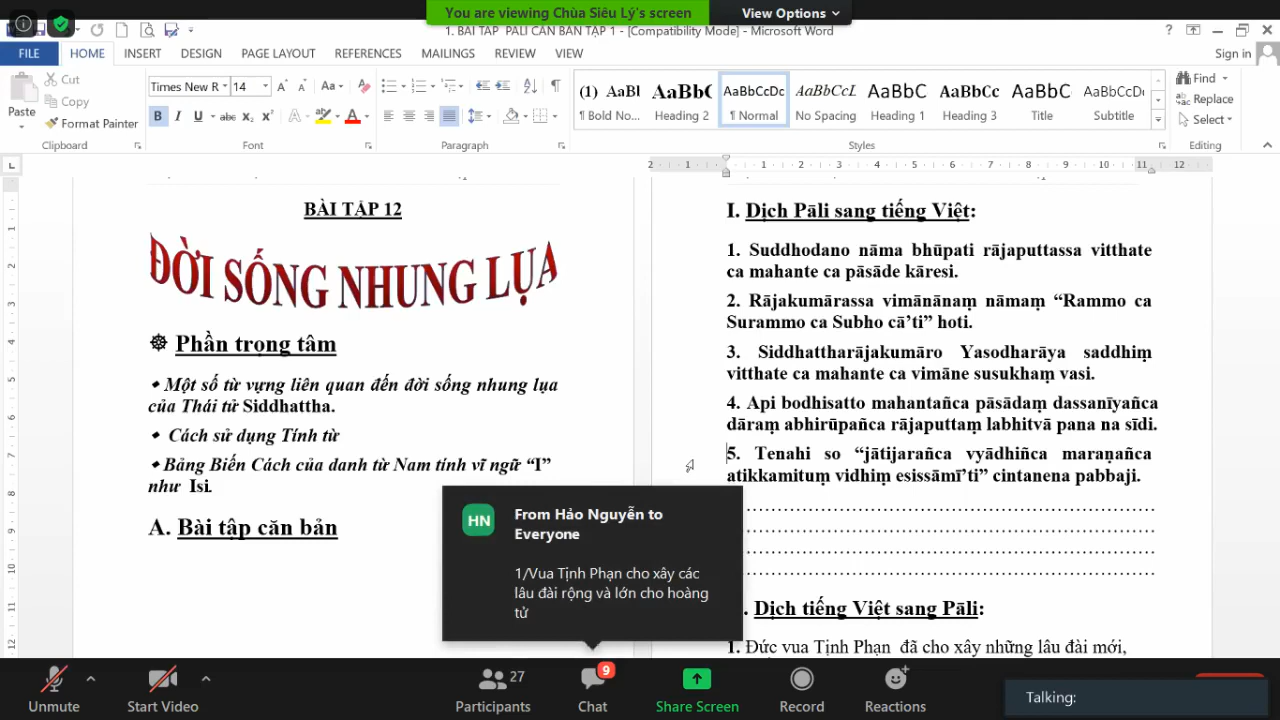 You are viewing Chùa Siêu Lý's screen
View Options
1. BAI TAP PALI CAN BAN TẬP 1 - [Compatibility Mode] - Microsoft Word
FILE HOME INSERT DESIGN PAGE LAYOUT REFERENCES MAILINGS REVIEW VIEW
Sign in
Paste
Cut
Copy
Format Painter
Clipboard
Times New R 14
Font
Paragraph
(1) AaBl AaBbC AaBbCcDc AaBbCcL AaBbC AaBbCc AaBbC AaBbCcDt
¶ Bold No... Heading 2 ¶ Normal No Spacing Heading 1 Heading 3 Title Subtitle
Styles
Find
Replace
Select
Editing
BÀI TẬP 12
ĐỜI SỐNG NHUNG LỤA
Phần trọng tâm
Một số từ vựng liên quan đến đời sống nhung lụa
của Thái tử Siddhattha.
Cách sử dụng Tính từ
Bảng Biến Cách của danh từ Nam tính vĩ ngữ “I”
như Isi.
A. Bài tập căn bản
I. Dịch Pāli sang tiếng Việt:
1. Suddhodano nāma bhūpati rājaputtassa vitthate
ca mahante ca pāsāde kāresi.
2. Rājakumārassa vimānānaṃ nāmaṃ “Rammo ca
Surammo ca Subho cā’ti” hoti.
3. Siddhattharājakumāro Yasodharāya saddhiṃ
vitthate ca mahante ca vimāne susukhaṃ vasi.
4. Api bodhisatto mahantañca pāsādaṃ dassanīyañca
dāraṃ abhirūpañca rājaputtaṃ labhitvā pana na sīdi.
5. Tenahi so “jātijarañca vyādhiñca maraṇañca
atikkamituṃ vidhiṃ esissāmī’ti” cintanena pabbaji.
. Dịch tiếng Việt sang Pāli:
1. Đức vua Tịnh Phạn đã cho xây những lâu đài mới,
HN
From Hảo Nguyễn to
Everyone
1/Vua Tịnh Phạn cho xây các
lâu đài rộng và lớn cho hoàng
tử
Unmute
Start Video
27
Participants
9
Chat
Share Screen
Record
Reactions
Talking: